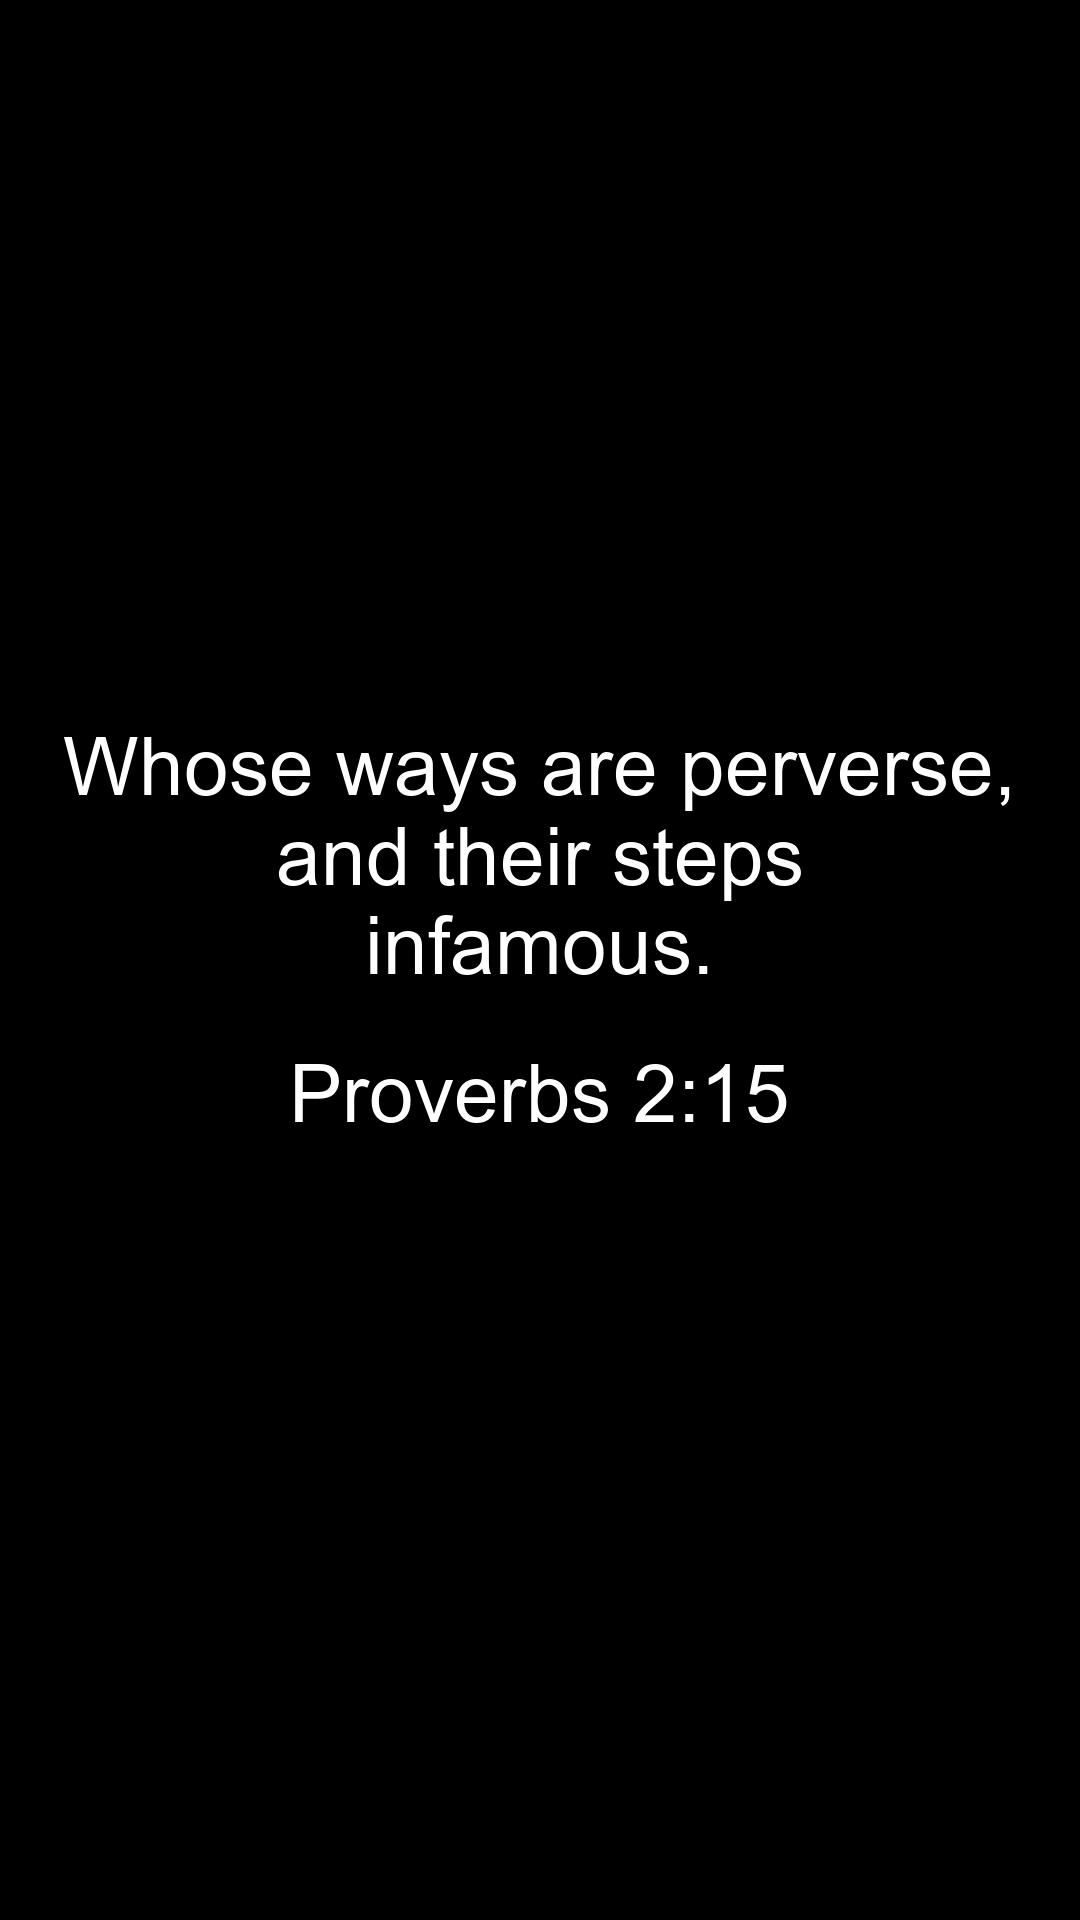 Whose ways are perverse,
and their steps
infamous.
Proverbs 2:15